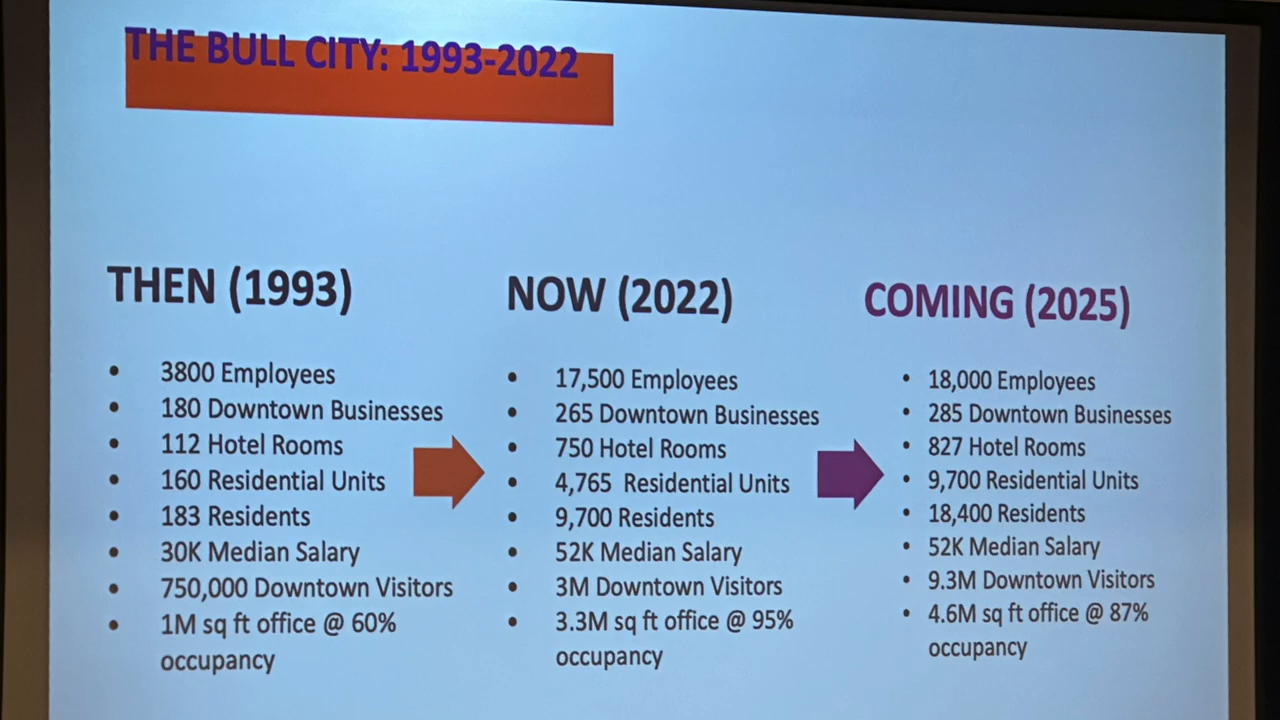 THE BULL CITY: 1993-2022
THEN (1993)
• 3800 Employees
• 180 Downtown Businesses
• 112 Hotel Rooms
• 160 Residential Units
• 183 Residents
• 30K Median Salary
• 750,000 Downtown Visitors
• 1M sq ft office @ 60%
occupancy
NOW (2022)
• 17,500 Employees
• 265 Downtown Businesses
• 750 Hotel Rooms
• 4,765 Residential Units
• 9,700 Residents
• 52K Median Salary
• 3M Downtown Visitors
• 3.3M sq ft office @ 95%
occupancy
COMING (2025)
• 18,000 Employees
• 285 Downtown Businesses
• 827 Hotel Rooms
• 9,700 Residential Units
• 18,400 Residents
• 52K Median Salary
• 9.3M Downtown Visitors
• 4.6M sq ft office @ 87%
occupancy